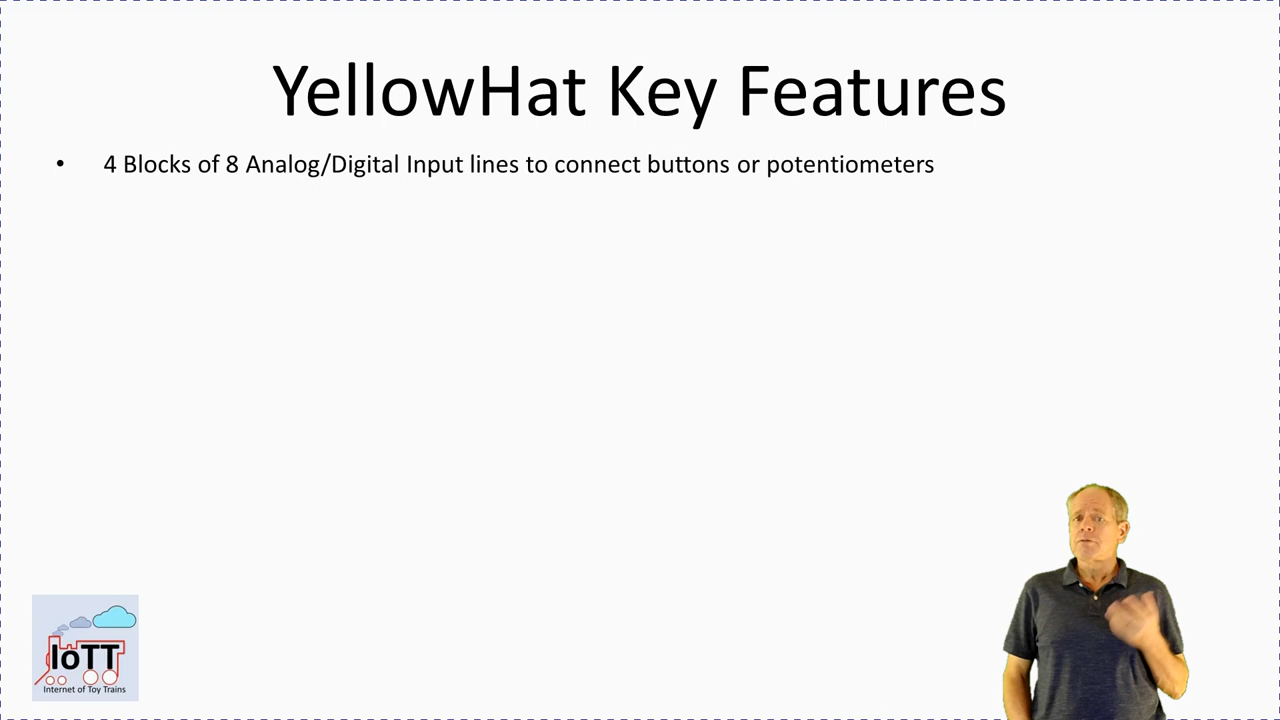 YellowHat Key Features
• 4 Blocks of 8 Analog/Digital Input lines to connect buttons or potentiometers
IoTT
Internet of Toy Trains